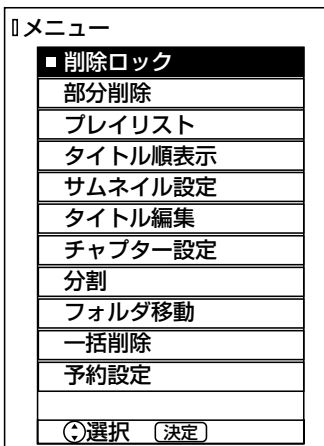 メニュー
削除ロック
部分削除
プレイリスト
タイトル順表示
サムネイル設定
タイトル編集
チャプター設定
分割
フォルダ移動
一括削除
予約設定
選択 決定